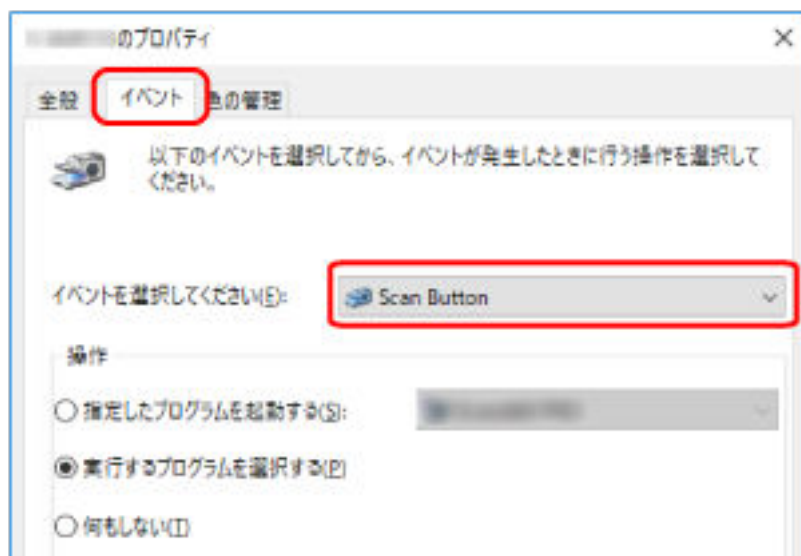 のプロパティ
全般 イベント 色の管理
以下のイベントを選択してから、イベントが発生したときに行う操作を選択して
ください。
イベントを選択してください(E): Scan Button
操作
指定したプログラムを起動する(S):
実行するプログラムを選択する(P)
何もしない(T)